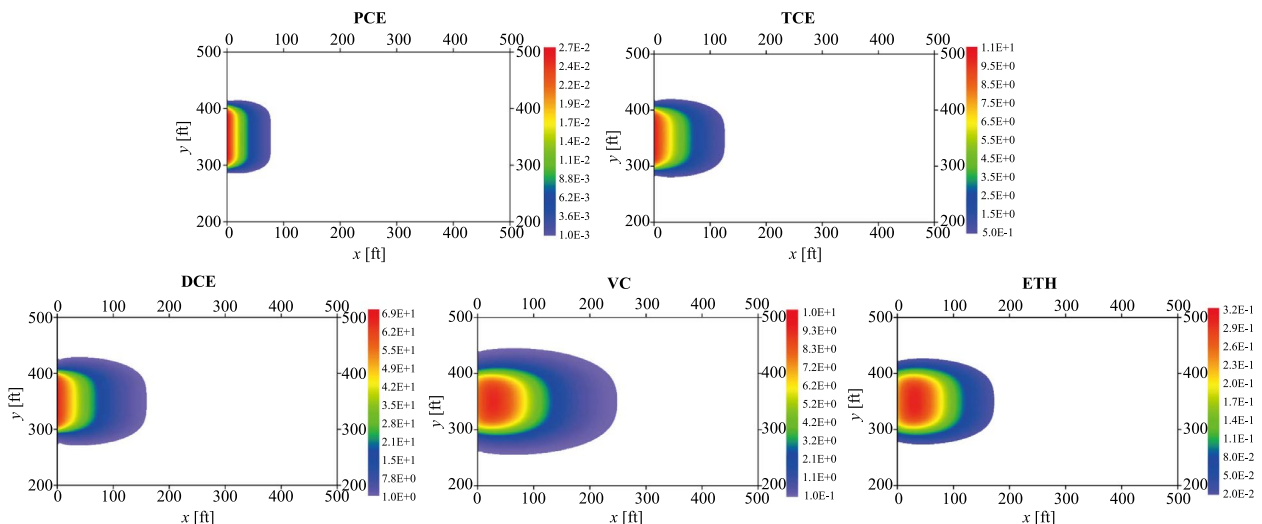 PCE
0 100 200 300 400 500
500
400
300
200
y [ft]
0 100 200 300 400 500
x [ft]
500
400
300
200
2.7E-2
2.4E-2
2.2E-2
1.9E-2
1.7E-2
1.4E-2
1.1E-2
8.8E-3
6.2E-3
3.6E-3
1.0E-3
TCE
0 100 200 300 400 500
500
400
300
200
y [ft]
0 100 200 300 400 500
x [ft]
500
400
300
200
1.1E+1
9.5E+0
8.5E+0
7.5E+0
6.5E+0
5.5E+0
4.5E+0
3.5E+0
2.5E+0
1.5E+0
5.0E-1
DCE
0 100 200 300 400 500
500
400
300
200
y [ft]
0 100 200 300 400 500
x [ft]
500
400
300
200
6.9E+1
6.2E+1
5.5E+1
4.9E+1
4.2E+1
3.5E+1
2.8E+1
2.1E+1
1.5E+1
7.8E+0
1.0E+0
VC
0 100 200 300 400 500
500
400
300
200
y [ft]
0 100 200 300 400 500
x [ft]
500
400
300
200
1.0E+1
9.3E+0
8.3E+0
7.2E+0
6.2E+0
5.2E+0
4.2E+0
3.2E+0
2.1E+0
1.1E+0
1.0E-1
ETH
0 100 200 300 400 500
500
400
300
200
y [ft]
0 100 200 300 400 500
x [ft]
500
400
300
200
3.2E-1
2.9E-1
2.6E-1
2.3E-1
2.0E-1
1.7E-1
1.4E-1
1.1E-1
8.0E-2
5.0E-2
2.0E-2